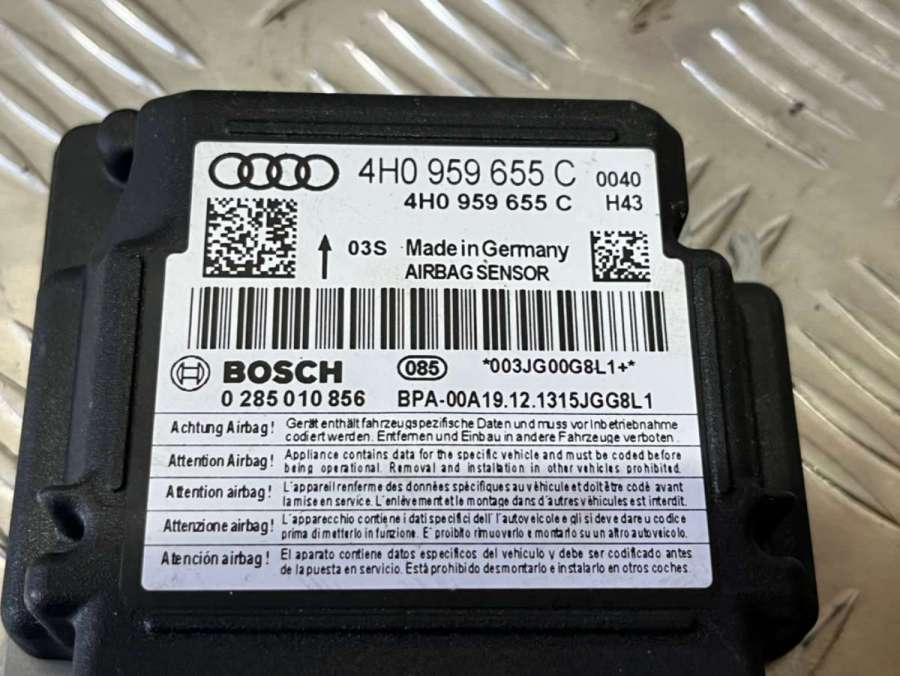 4H0 959 655 C 0040
4H0 959 655 C H43
03S Made in Germany
AIRBAG SENSOR
BOSCH 085 *003JG00G8L1+*
0 285 010 856 BPA-00A19.12.1315JGG8L1
Achtung Airbag! Gerät enthält fahrzeugspezifische Daten und muss vor Inbetriebnahme
codiert werden. Entfernen und Einbau in andere Fahrzeuge verboten.
Attention Airbag! Appliance contains data for the specific vehicle and must be coded before
being operational. Removal and installation in other vehicles prohibited.
Attention airbag! L'appareil renferme des données spécifiques au véhicule et doit être codé avant
la mise en service. L'enlèvement et le montage dans d'autres véhicules est interdit.
Attenzione airbag! L'apparecchio contiene i dati specifici dell'autoveicolo e gli si deve dare u codice
prima di metterlo in funzione. E' proibito rimuoverlo e montarlo su un altro autoveicolo.
Atención airbag! El aparato contiene datos específicos del vehículo y debe ser codificado antes
de la puesta en servicio. Está prohibido desmontarlo e instalarlo en otros coches.